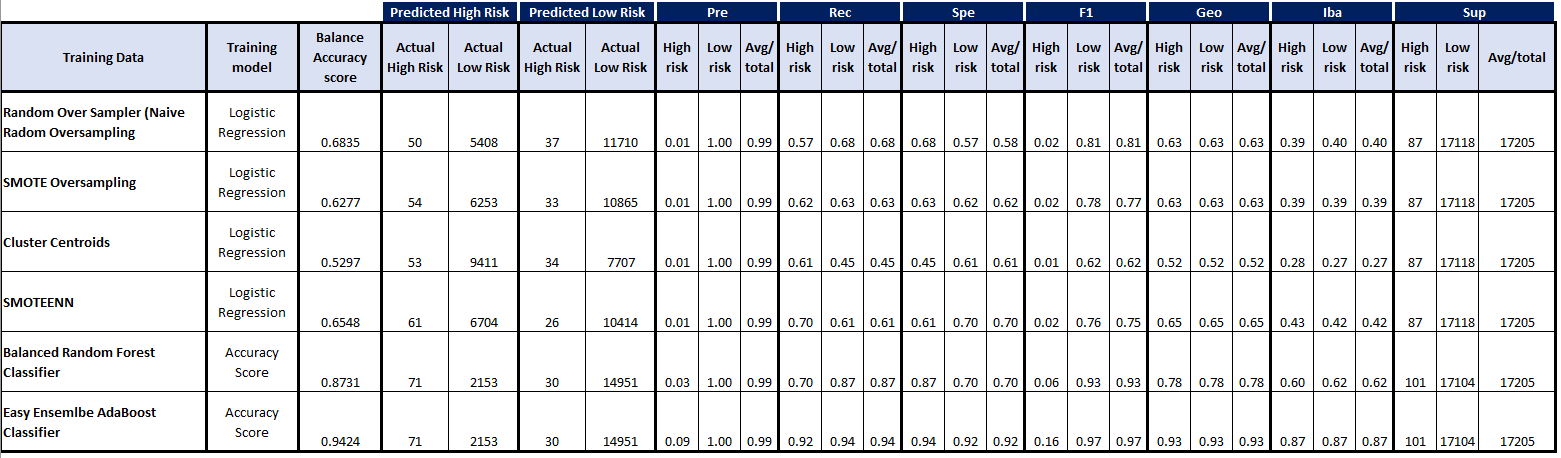 Predicted High Risk Predicted Low Risk Pre Rec Spe F1 Geo Iba Sup
Training Data Training model Balance Accuracy score Actual High Risk Actual Low Risk Actual High Risk Actual Low Risk High risk Low risk Avg/ total High risk Low risk Avg/ total High risk Low risk Avg/ total High risk Low risk Avg/ total High risk Low risk Avg/ total High risk Low risk Avg/ total High risk Low risk Avg/total
Random Over Sampler (Naive Radom Oversampling Logistic Regression 0.6835 50 5408 37 11710 0.01 1.00 0.99 0.57 0.68 0.68 0.68 0.57 0.58 0.02 0.81 0.81 0.63 0.63 0.63 0.39 0.40 0.40 87 17118 17205
SMOTE Oversampling Logistic Regression 0.6277 54 6253 33 10865 0.01 1.00 0.99 0.62 0.63 0.63 0.63 0.62 0.62 0.02 0.78 0.77 0.63 0.63 0.63 0.39 0.39 0.39 87 17118 17205
Cluster Centroids Logistic Regression 0.5297 53 9411 34 7707 0.01 1.00 0.99 0.61 0.45 0.45 0.45 0.61 0.61 0.01 0.62 0.62 0.52 0.52 0.52 0.28 0.27 0.27 87 17118 17205
SMOTEENN Logistic Regression 0.6548 61 6704 26 10414 0.01 1.00 0.99 0.70 0.61 0.61 0.61 0.70 0.70 0.02 0.76 0.75 0.65 0.65 0.65 0.43 0.42 0.42 87 17118 17205
Balanced Random Forest Classifier Accuracy Score 0.8731 71 2153 30 14951 0.03 1.00 0.99 0.70 0.87 0.87 0.87 0.70 0.70 0.06 0.93 0.93 0.78 0.78 0.78 0.60 0.62 0.62 101 17104 17205
Easy Ensemlbe AdaBoost Classifier Accuracy Score 0.9424 71 2153 30 14951 0.09 1.00 0.99 0.92 0.94 0.94 0.94 0.92 0.92 0.16 0.97 0.97 0.93 0.93 0.93 0.87 0.87 0.87 101 17104 17205